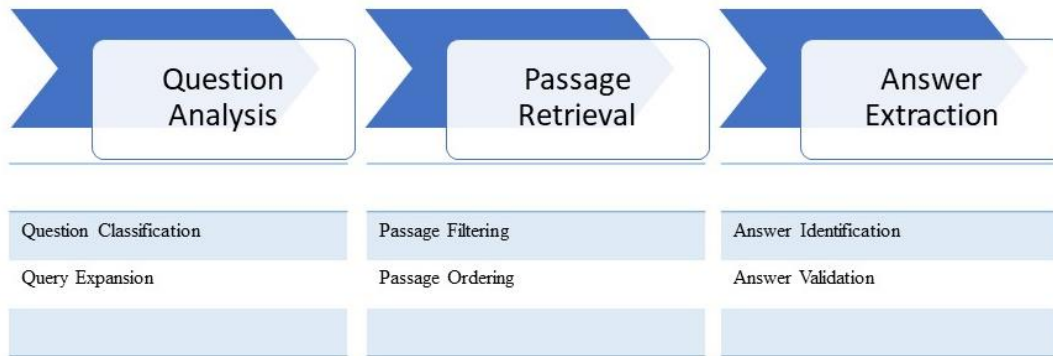 Question
Analysis
Passage
Retrieval
Answer
Extraction
Question Classification
Passage Filtering
Answer Identification
Query Expansion
Passage Ordering
Answer Validation